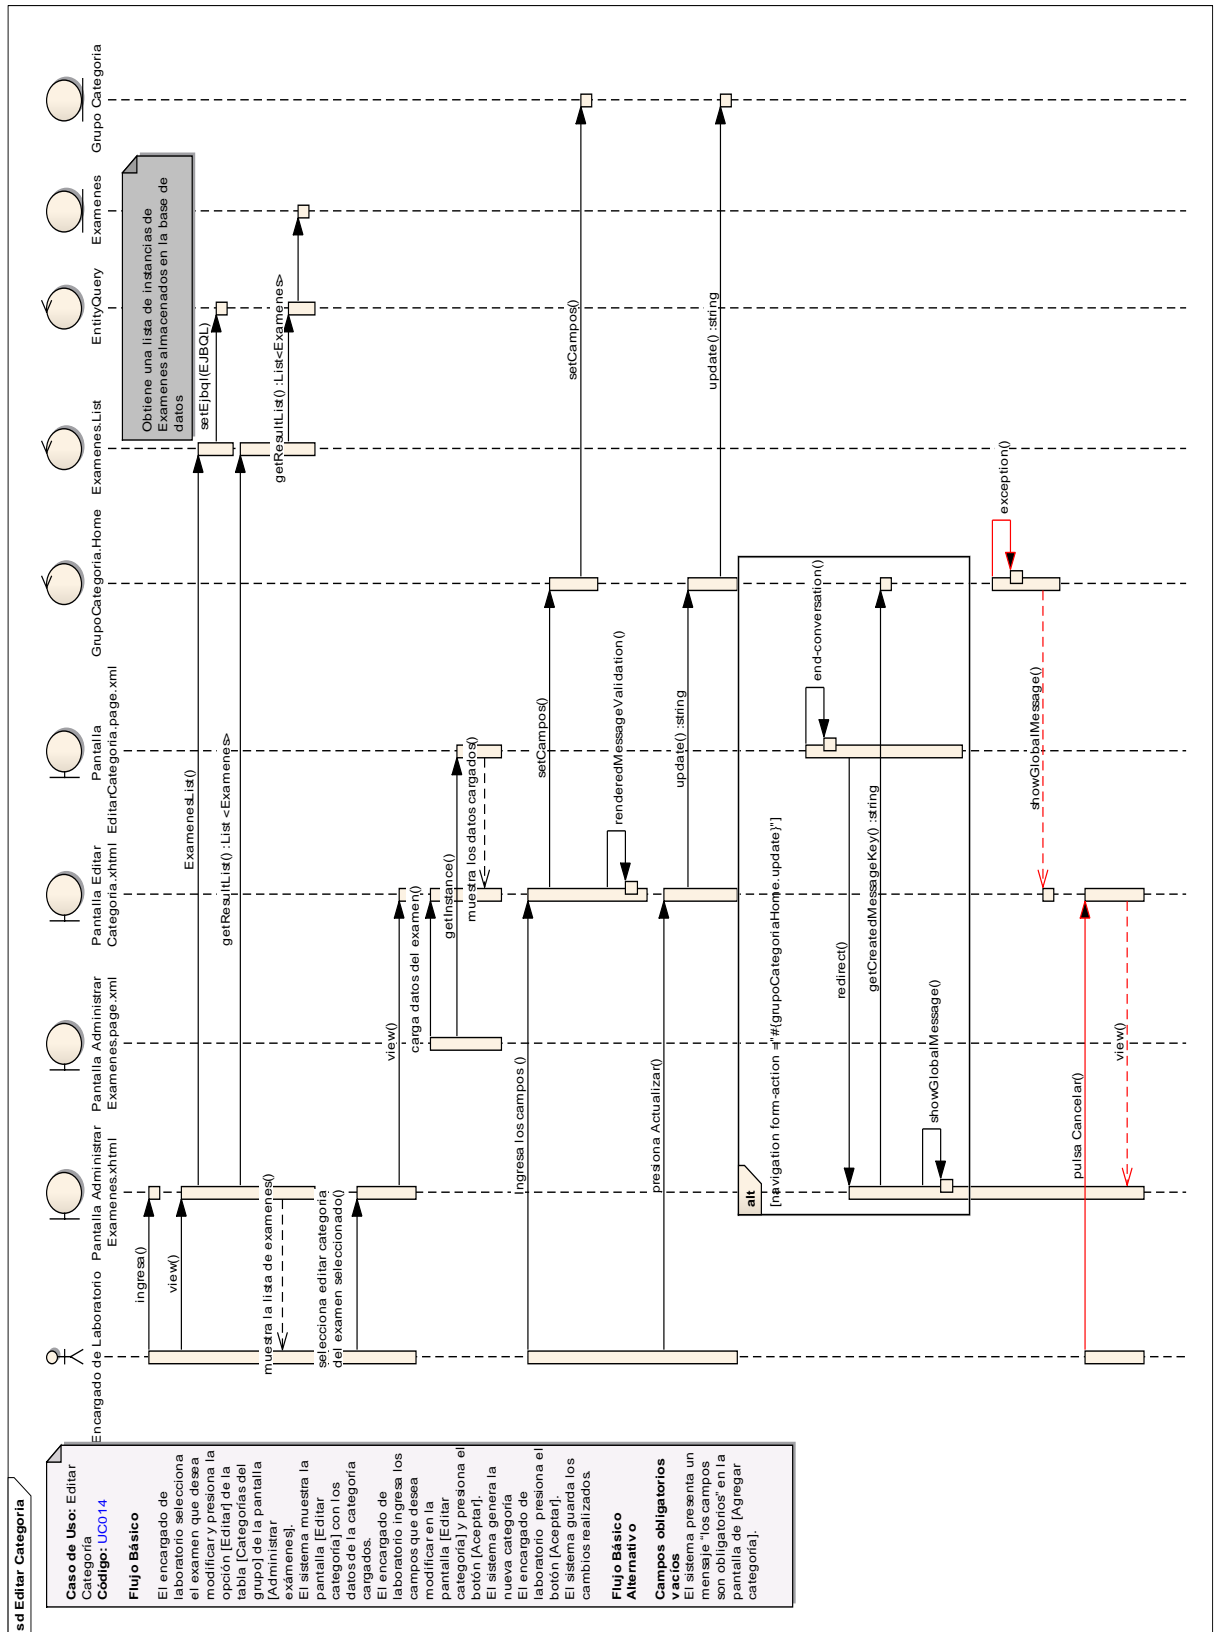 sd Editar Categoria
Caso de Uso: Editar
Categoría
Código: UC014
Flujo Básico
El encargado de
laboratorio selecciona
el examen que desea
modificar y presiona la
opción [Editar] de la
tabla [Categorías del
grupo] de la pantalla
[Administrar
exámenes].
El sistema muestra la
pantalla [Editar
categoría] con los
datos de la categoría
cargados.
El encargado de
laboratorio ingresa los
campos que desea
modificar en la
pantalla [Editar
categoría] y presiona el
botón [Aceptar].
El sistema genera la
nueva categoría
El encargado de
laboratorio presiona el
botón [Aceptar].
El sistema guarda los
cambios realizados.
Flujo Básico
Alternativo
Campos obligatorios
vacíos
El sistema presenta un
mensaje "los campos
son obligatorios" en la
pantalla de [Agregar
categoría].
Encargado de Laboratorio
Pantalla Administrar
Examenes.xhtml
Pantalla Administrar
Examenes.page.xml
Pantalla Editar
Categoria.xhtml
Pantalla
EditarCategoria.page.xml
GrupoCategoria.Home
Examenes.List
EntityQuery
Examenes
Grupo Categoria
Obtiene una lista de instancias de
Examenes almacenados en la base de
datos
ingresa()
view()
ExamenesList()
setEjbql(EJBQL)
getResultList() :List <Examenes>
getResultList() :List<Examenes>
muestra la lista de examenes()
selecciona editar categoria
del examen seleccionado()
view()
carga datos del examen()
getInstance()
muestra los datos cargados()
Ingresa los campos ()
setCampos()
setCampos()
renderedMessageValidation()
presiona Actualizar()
update() :string
update() :string
alt
[navigation form-action ="#{grupoCategoriaHome.update}"]
end-conversation()
redirect()
getCreatedMessageKey() :string
showGlobalMessage()
exception()
showGlobalMessage()
pulsa Cancelar()
view()